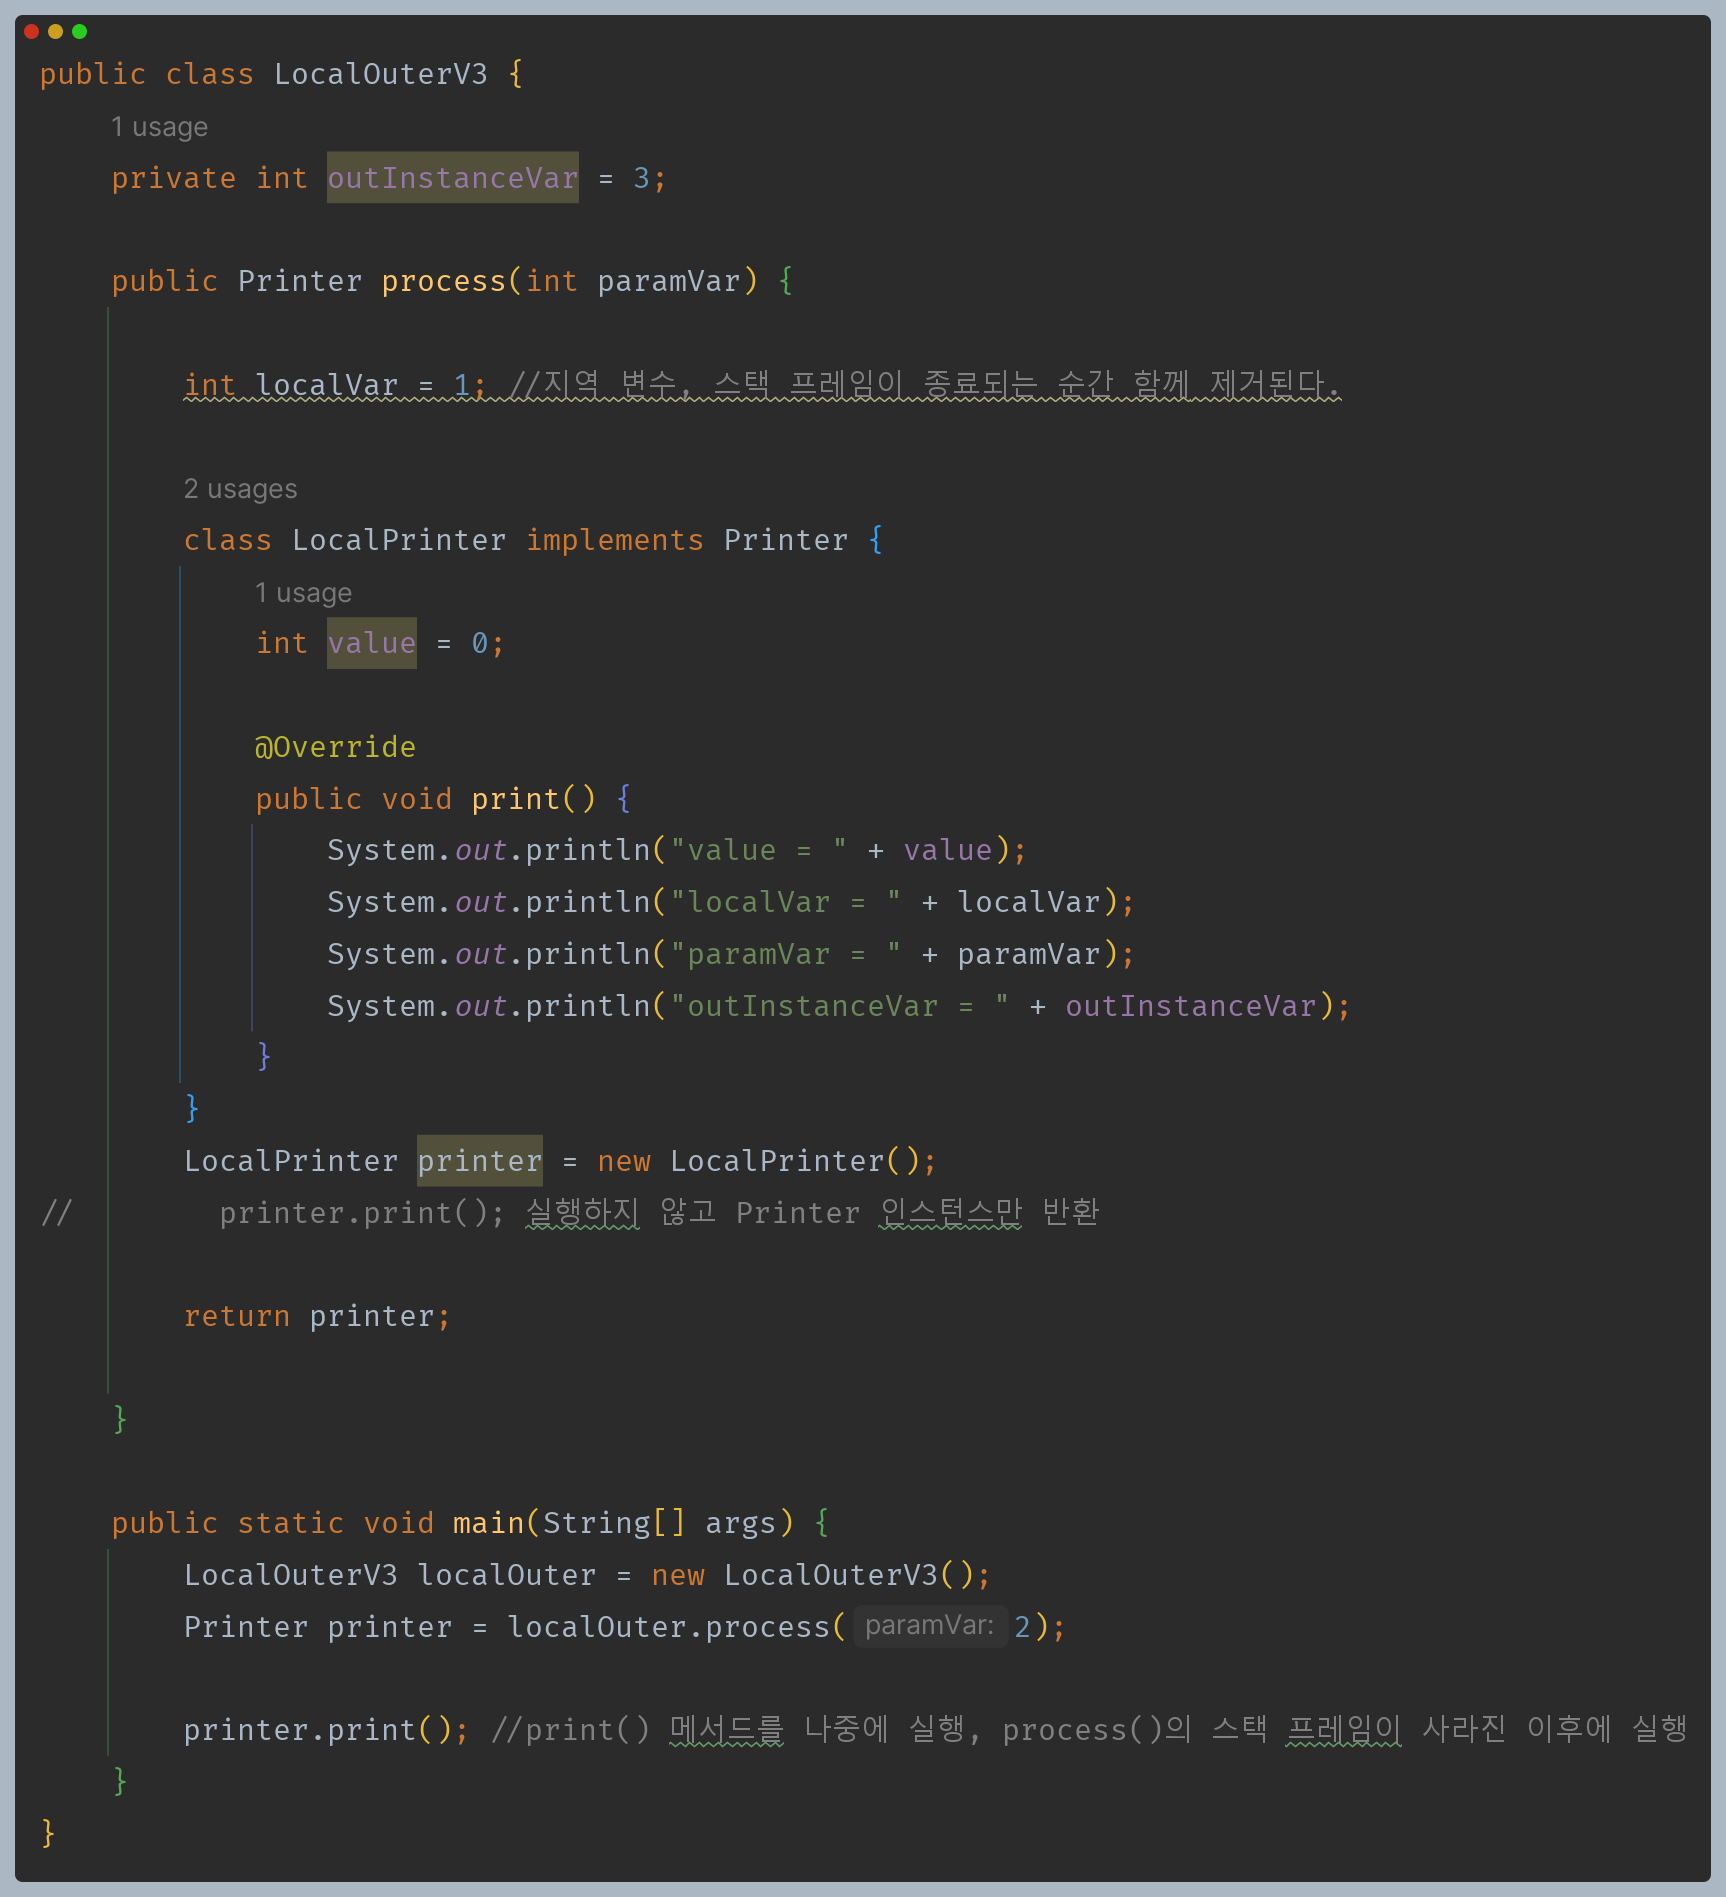 public class LocalOuterV3 {
1 usage
private int outInstanceVar = 3;
public Printer process(int paramVar) {
int localVar = 1; //지역 변수, 스택 프레임이 종료되는 순간 함께 제거된다.
2 usages
class LocalPrinter implements Printer {
1 usage
int value = 0;
@Override
public void print() {
System.out.println("value = " + value);
System.out.println("localVar = " + localVar);
System.out.println("paramVar = " + paramVar);
System.out.println("outInstanceVar = " + outInstanceVar);
}
}
LocalPrinter printer = new LocalPrinter();
// printer.print(); 실행하지 않고 Printer 인스턴스만 반환
return printer;
}
public static void main(String[] args) {
LocalOuterV3 localOuter = new LocalOuterV3();
Printer printer = localOuter.process( paramVar: 2);
printer.print(); //print() 메서드를 나중에 실행, process()의 스택 프레임이 사라진 이후에 실행
}
}